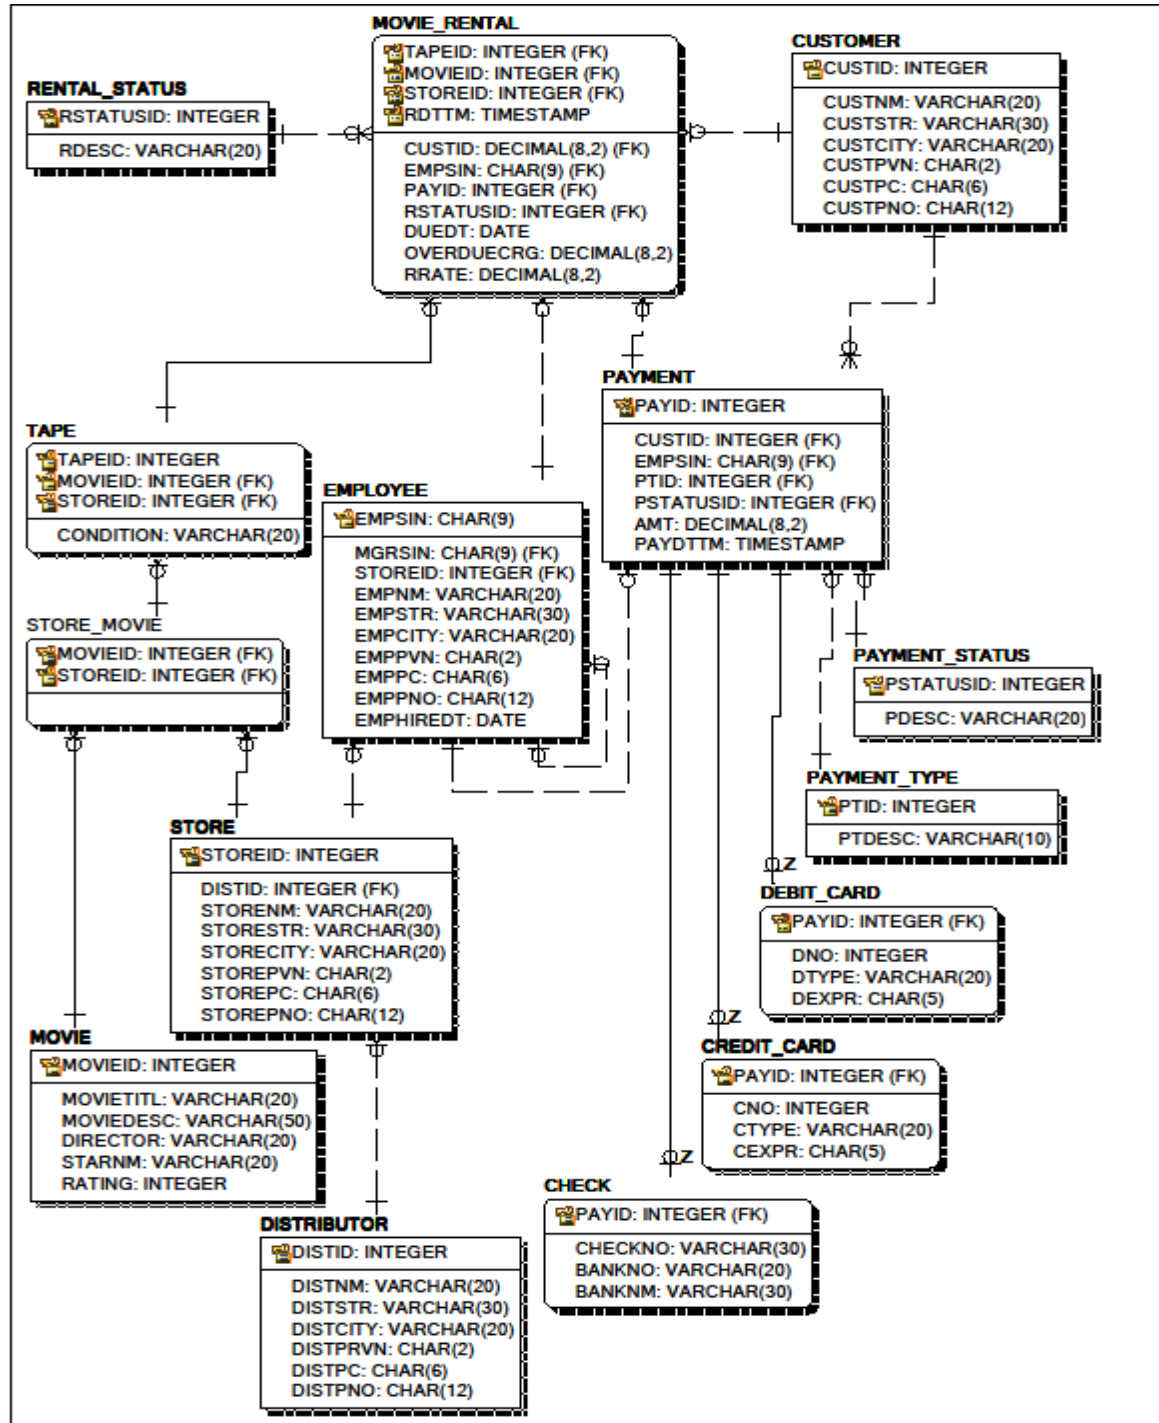 MOVIE_RENTAL
TAPEID: INTEGER (FK)
MOVIEID: INTEGER (FK)
STOREID: INTEGER (FK)
RDTTM: TIMESTAMP
CUSTID: DECIMAL(8,2) (FK)
EMPSIN: CHAR(9) (FK)
PAYID: INTEGER (FK)
RSTATUSID: INTEGER (FK)
DUEDT: DATE
OVERDUECRG: DECIMAL(8,2)
RRATE: DECIMAL(8,2)
CUSTOMER
CUSTID: INTEGER
CUSTNM: VARCHAR(20)
CUSTSTR: VARCHAR(30)
CUSTCITY: VARCHAR(20)
CUSTPVN: CHAR(2)
CUSTPC: CHAR(6)
CUSTPNO: CHAR(12)
RENTAL_STATUS
RSTATUSID: INTEGER
RDESC: VARCHAR(20)
PAYMENT
PAYID: INTEGER
CUSTID: INTEGER (FK)
EMPSIN: CHAR(9) (FK)
PTID: INTEGER (FK)
PSTATUSID: INTEGER (FK)
AMT: DECIMAL(8,2)
PAYDTTM: TIMESTAMP
TAPE
TAPEID: INTEGER
MOVIEID: INTEGER (FK)
STOREID: INTEGER (FK)
CONDITION: VARCHAR(20)
EMPLOYEE
EMPSIN: CHAR(9)
MGRSIN: CHAR(9) (FK)
STOREID: INTEGER (FK)
EMPNM: VARCHAR(20)
EMPSTR: VARCHAR(30)
EMPCITY: VARCHAR(20)
EMPPVN: CHAR(2)
EMPPC: CHAR(6)
EMPPNO: CHAR(12)
EMPHIREDT: DATE
STORE_MOVIE
MOVIEID: INTEGER (FK)
STOREID: INTEGER (FK)
PAYMENT_STATUS
PSTATUSID: INTEGER
PDESC: VARCHAR(20)
PAYMENT_TYPE
PTID: INTEGER
PTDESC: VARCHAR(10)
STORE
STOREID: INTEGER
DISTID: INTEGER (FK)
STORENM: VARCHAR(20)
STORESTR: VARCHAR(30)
STORECITY: VARCHAR(20)
STOREPVN: CHAR(2)
STOREPC: CHAR(6)
STOREPNO: CHAR(12)
Z
DEBIT_CARD
PAYID: INTEGER (FK)
DNO: INTEGER
DTYPE: VARCHAR(20)
DEXPR: CHAR(5)
Z
CREDIT_CARD
PAYID: INTEGER (FK)
CNO: INTEGER
CTYPE: VARCHAR(20)
CEXPR: CHAR(5)
MOVIE
MOVIEID: INTEGER
MOVIETITL: VARCHAR(20)
MOVIEDESC: VARCHAR(50)
DIRECTOR: VARCHAR(20)
STARNM: VARCHAR(20)
RATING: INTEGER
Z
CHECK
PAYID: INTEGER (FK)
CHECKNO: VARCHAR(30)
BANKNO: VARCHAR(20)
BANKNM: VARCHAR(30)
DISTRIBUTOR
DISTID: INTEGER
DISTNM: VARCHAR(20)
DISTSTR: VARCHAR(30)
DISTCITY: VARCHAR(20)
DISTPRVN: CHAR(2)
DISTPC: CHAR(6)
DISTPNO: CHAR(12)